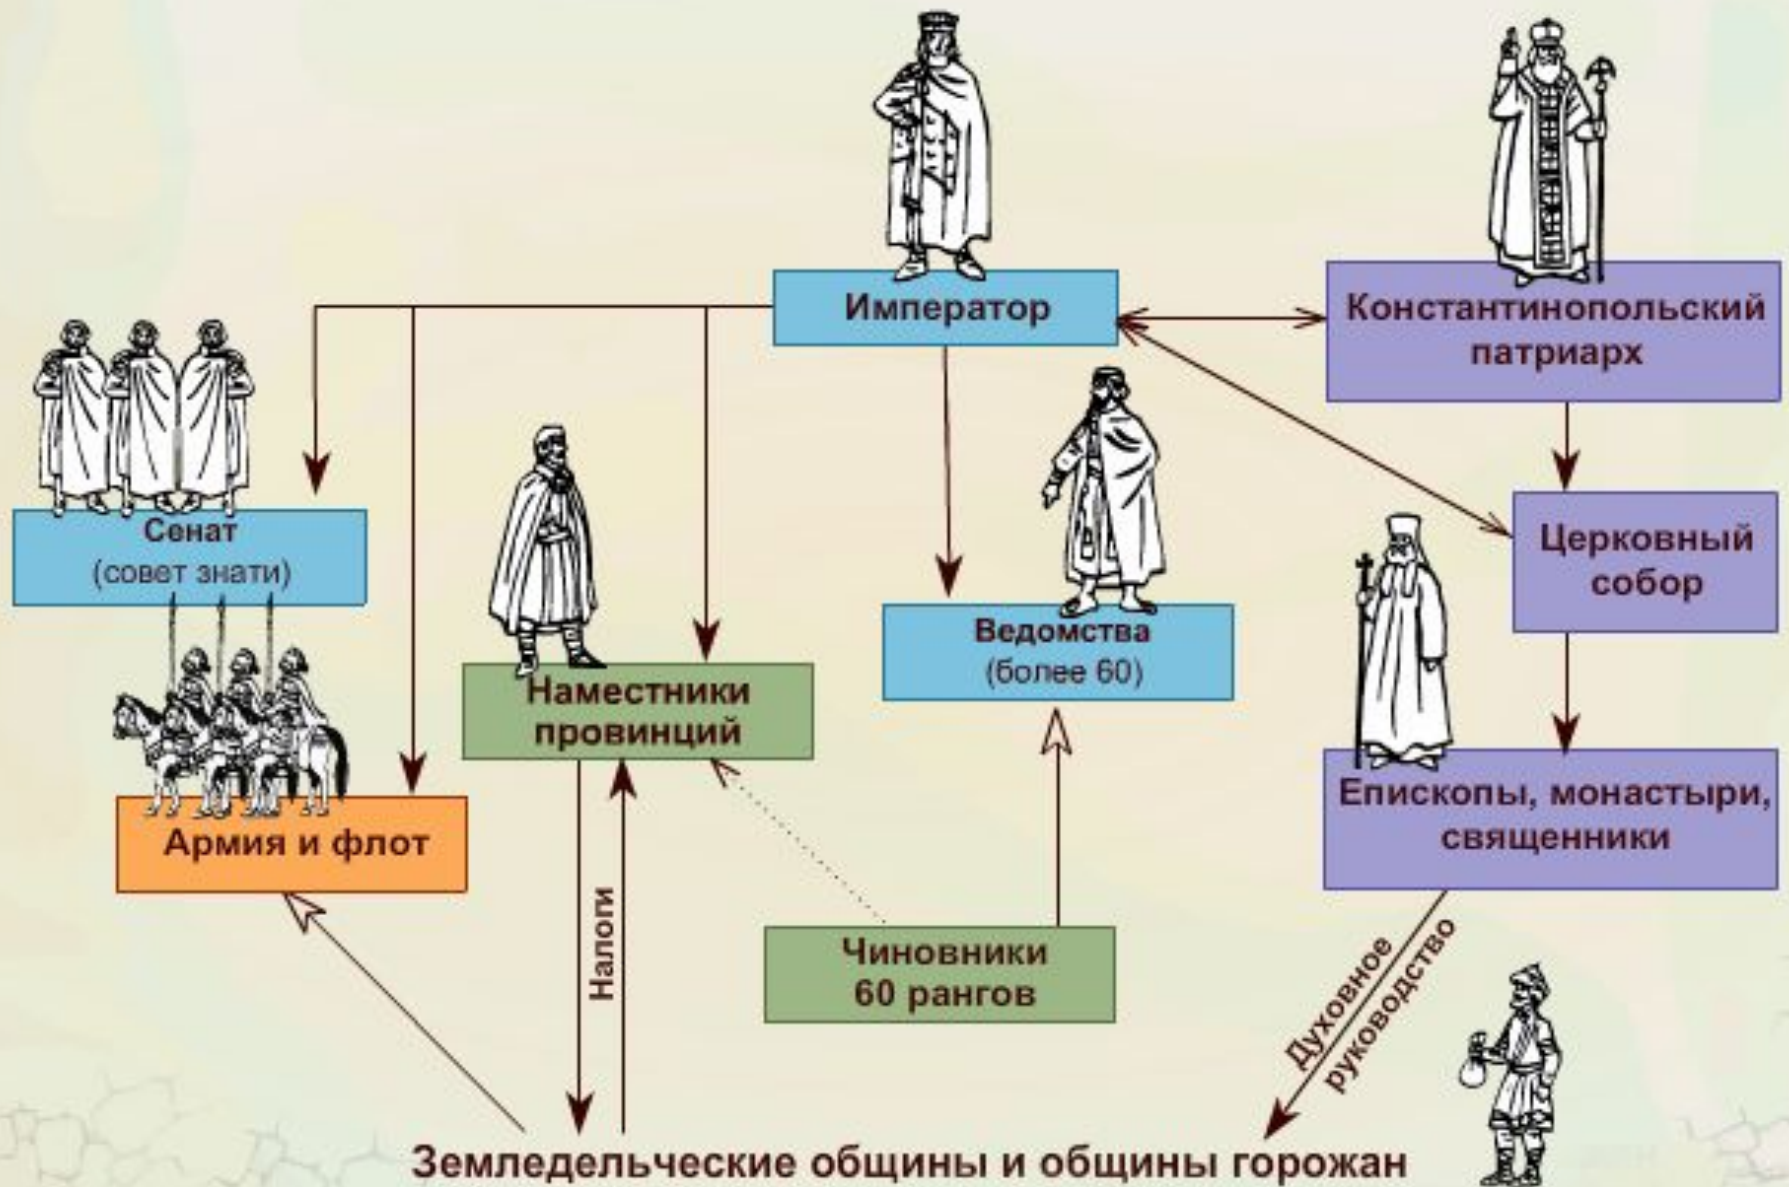 Император
Константинопольский
патриарх
Сенат
(совет знати)
Церковный
собор
Ведомства
(более 60)
Наместники
провинций
Армия и флот
Епископы, монастыри,
священники
Налоги
Чиновники
60 рангов
Духовное
руководство
Земледельческие общины и общины горожан